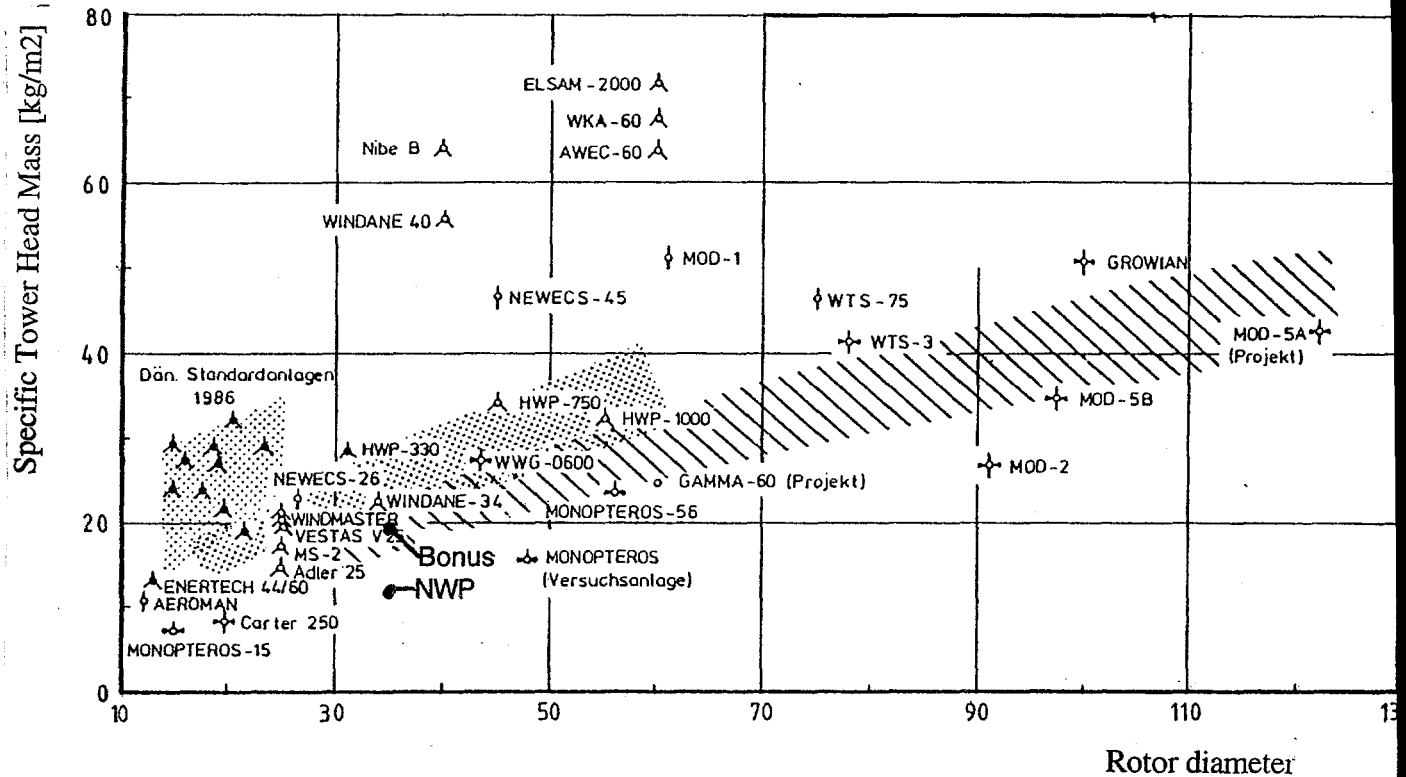 Specific Tower Head Mass [kg/m2]
ELSAM-2000
WKA-60
Nibe B
AWEC-60
60
WINDANE 40
MOD-1
GROWIAN
NEWECS-45
WTS-75
WTS-3
MOD-5A
(Projekt)
40
Dän. Standardanlagen
1986
HWP-750
MOD-5B
HWP-1000
HWP-330
WWG-0600
MOD-2
NEWECS-26
GAMMA-60 (Projekt)
WINDANE-34
MONOPTEROS-56
20
WINDMASTER
VESTAS V25
MS-2
Bonus
MONOPTEROS
(Versuchsanlage)
Adler 25
ENERTECH 44/60
NWP
AEROMAN
Carter 250
MONOPTEROS-15
0
10
30
50
70
90
110
13
Rotor diameter